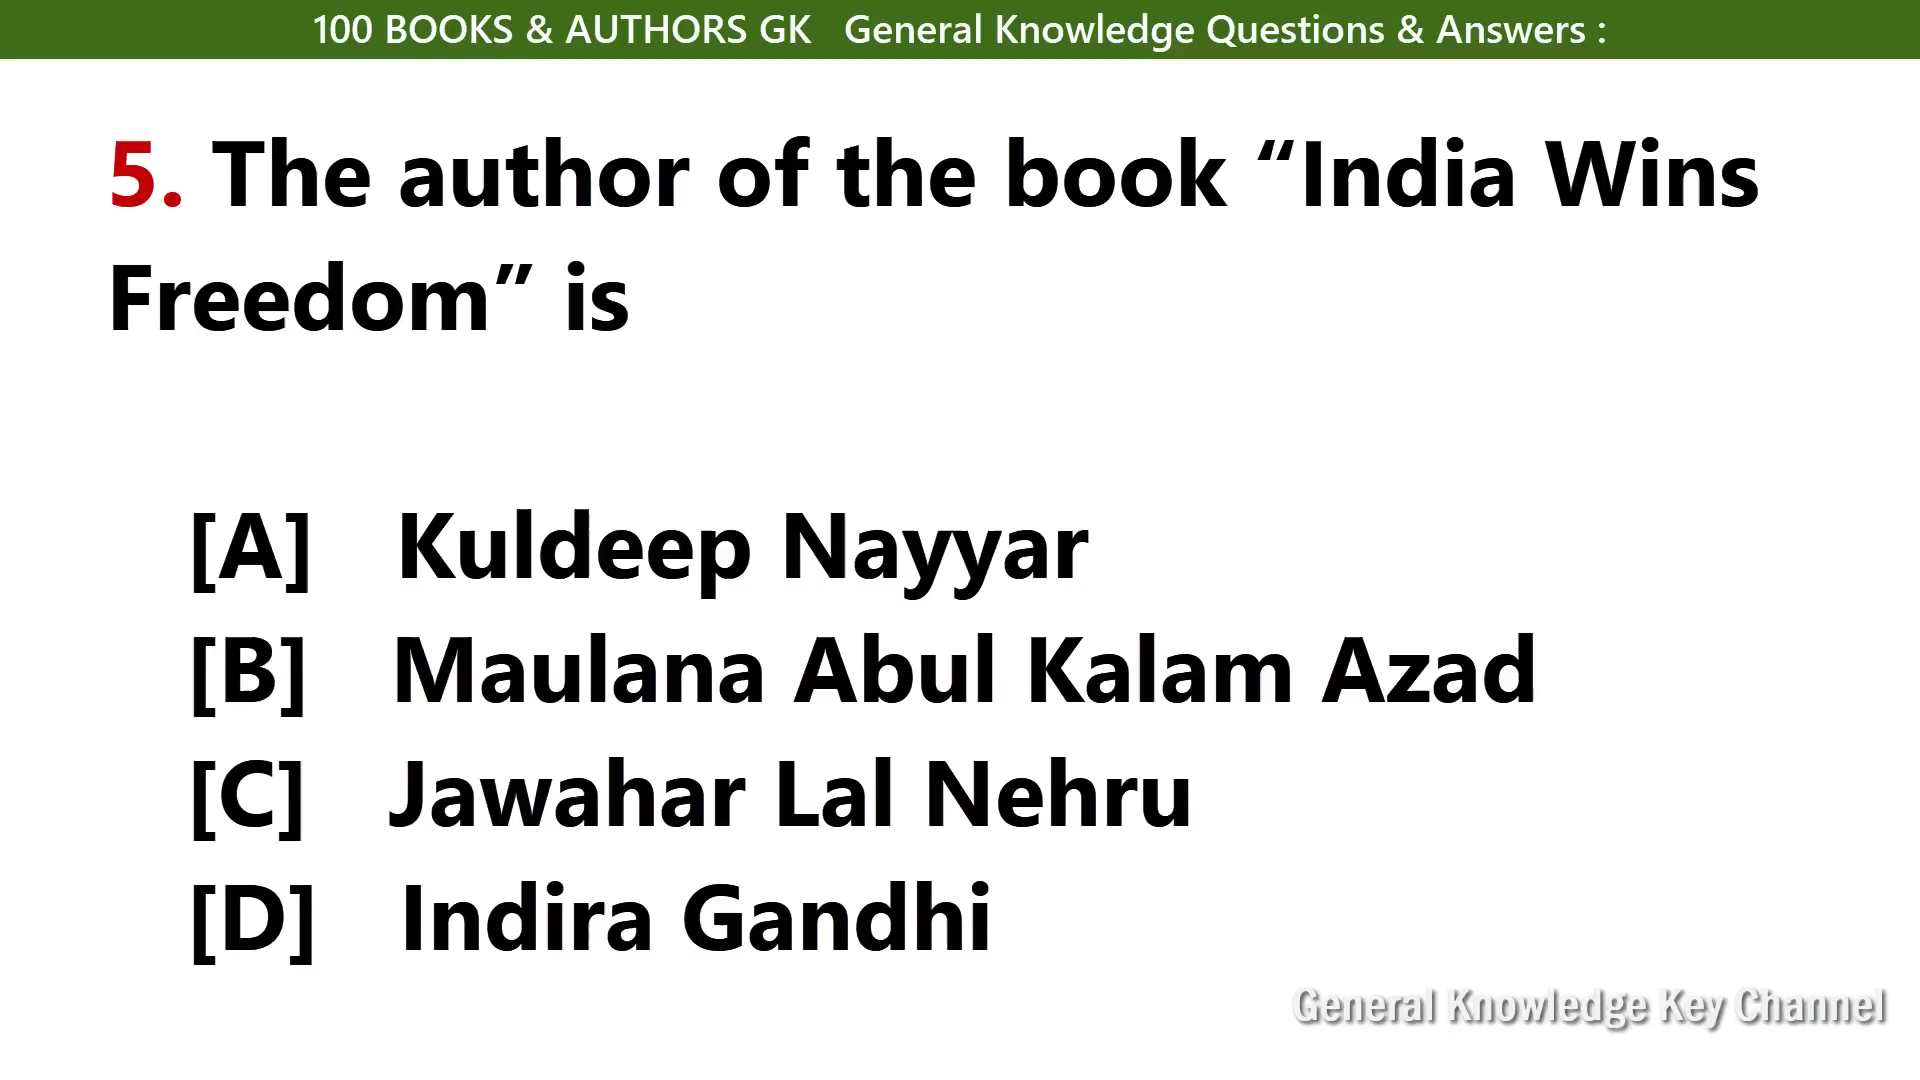 100 BOOKS & AUTHORS GK General Knowledge Questions & Answers :
5. The author of the book “India Wins
Freedom” is
[A] Kuldeep Nayyar
[B] Maulana Abul Kalam Azad
[C] Jawahar Lal Nehru
[D] Indira Gandhi
General Knowledge Key Channel